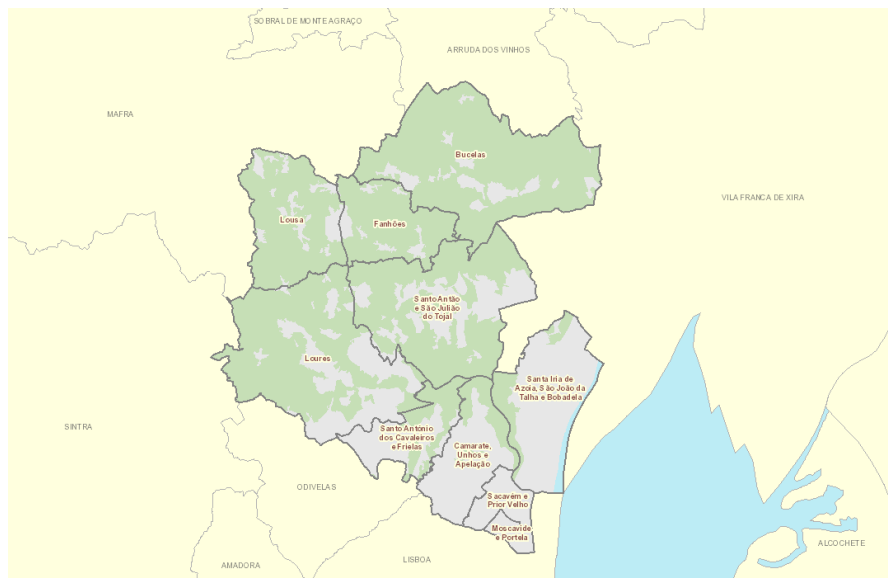 SOBRAL DE MONTE AGRAÇO
ARRUDA DOS VINHOS
MAFRA
Bucelas
VILA FRANCA DE XIRA
Lousa
Fanhões
Santo Antão
e São Julião
do Tojal
Loures
Santa Iria de
Azoia, São João da
Talha e Bobadela
SINTRA
Santo António
dos Cavaleiros
e Frielas
Camarate,
Unhos e
Apelação
ODIVELAS
Sacavém e
Prior Velho
Moscavide
e Portela
ALCOCHETE
LISBOA
AMADORA